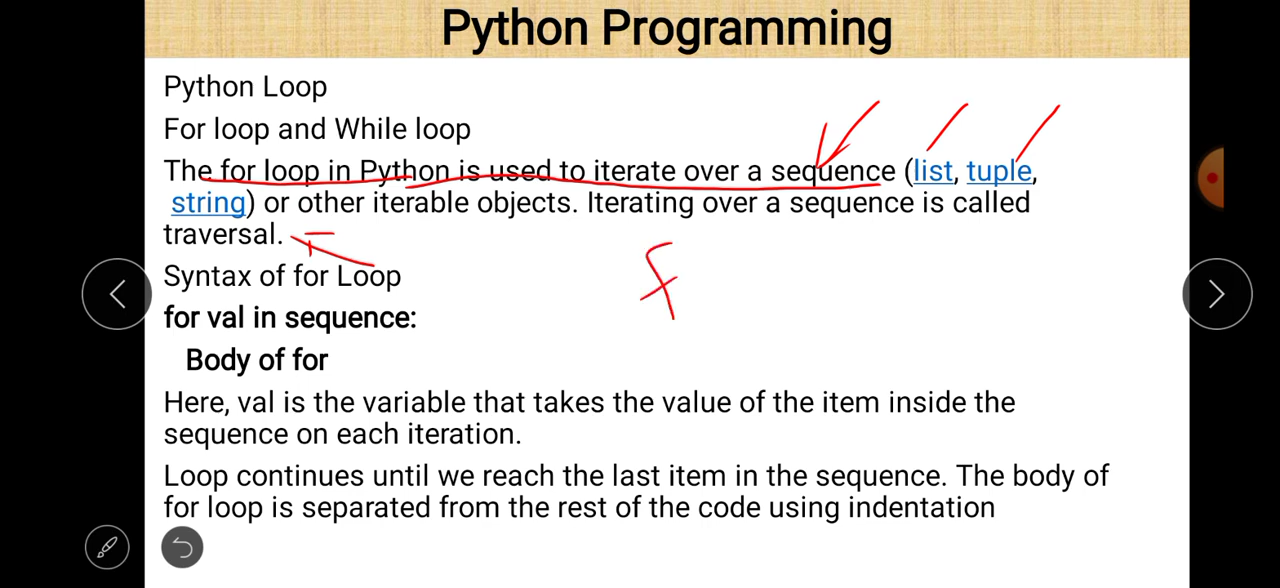 Python Programming
Python Loop
For loop and While loop
The for loop in Python is used to iterate over a sequence (list, tuple,
string) or other iterable objects. Iterating over a sequence is called
traversal.
Syntax of for Loop
for val in sequence:
Body of for
Here, val is the variable that takes the value of the item inside the
sequence on each iteration.
Loop continues until we reach the last item in the sequence. The body of
for loop is separated from the rest of the code using indentation